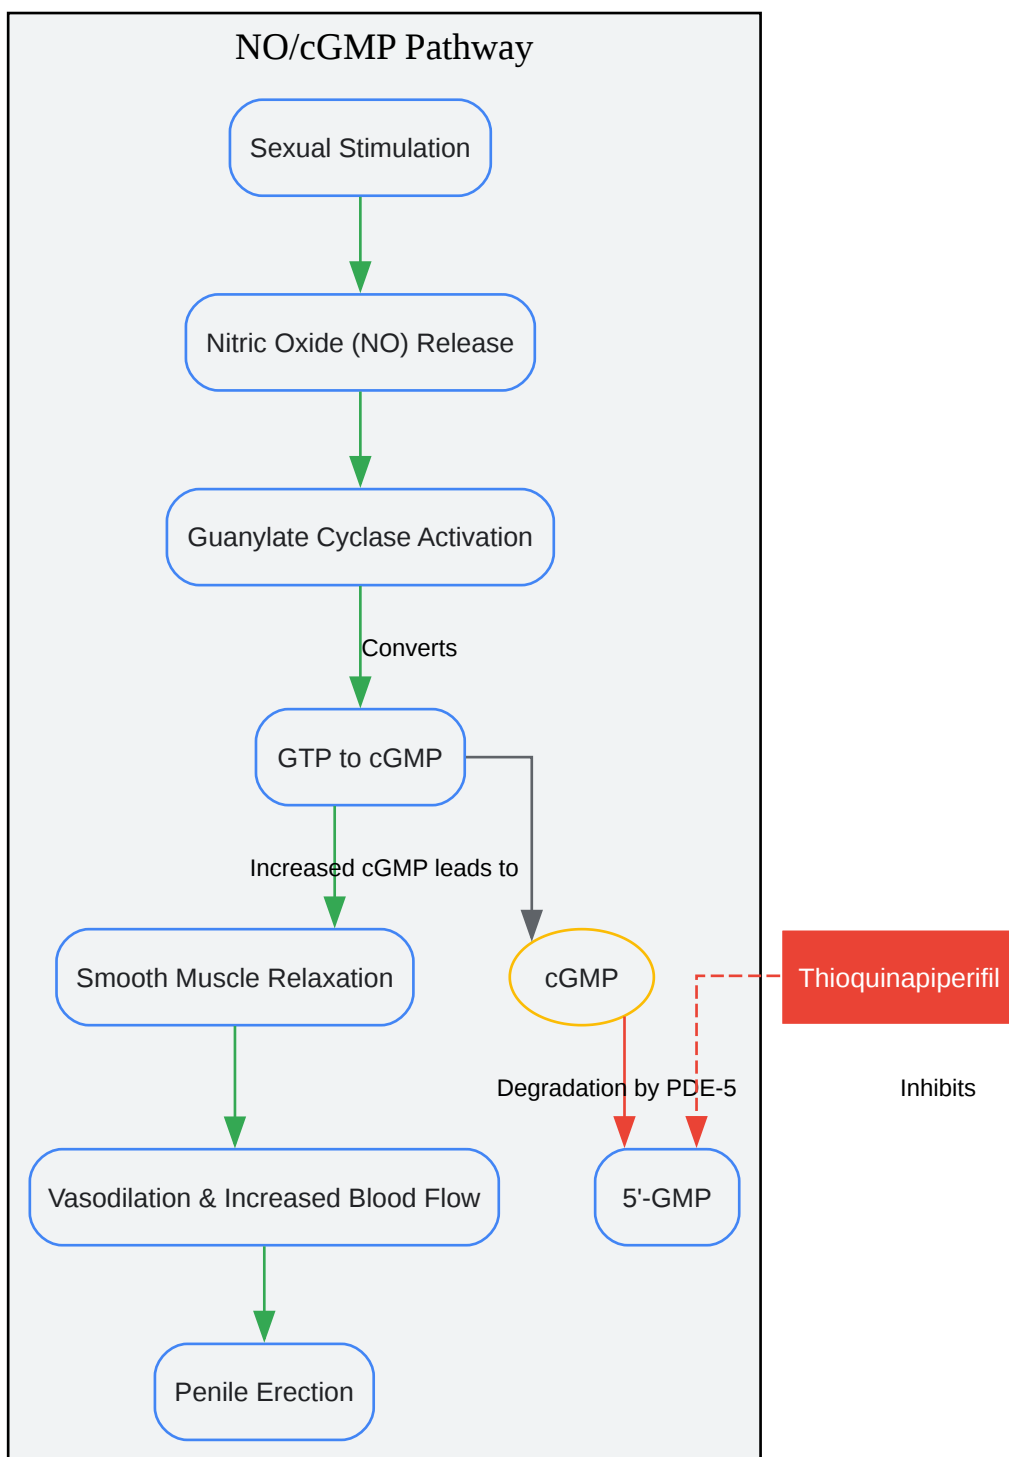 NO/cGMP Pathway
Sexual Stimulation
Nitric Oxide (NO) Release
Guanylate Cyclase Activation
Converts
GTP to cGMP
Increased cGMP leads to
Smooth Muscle Relaxation
cGMP
Thioquinapiperifil
Degradation by PDE-5
Inhibits
Vasodilation & Increased Blood Flow
5'-GMP
Penile Erection